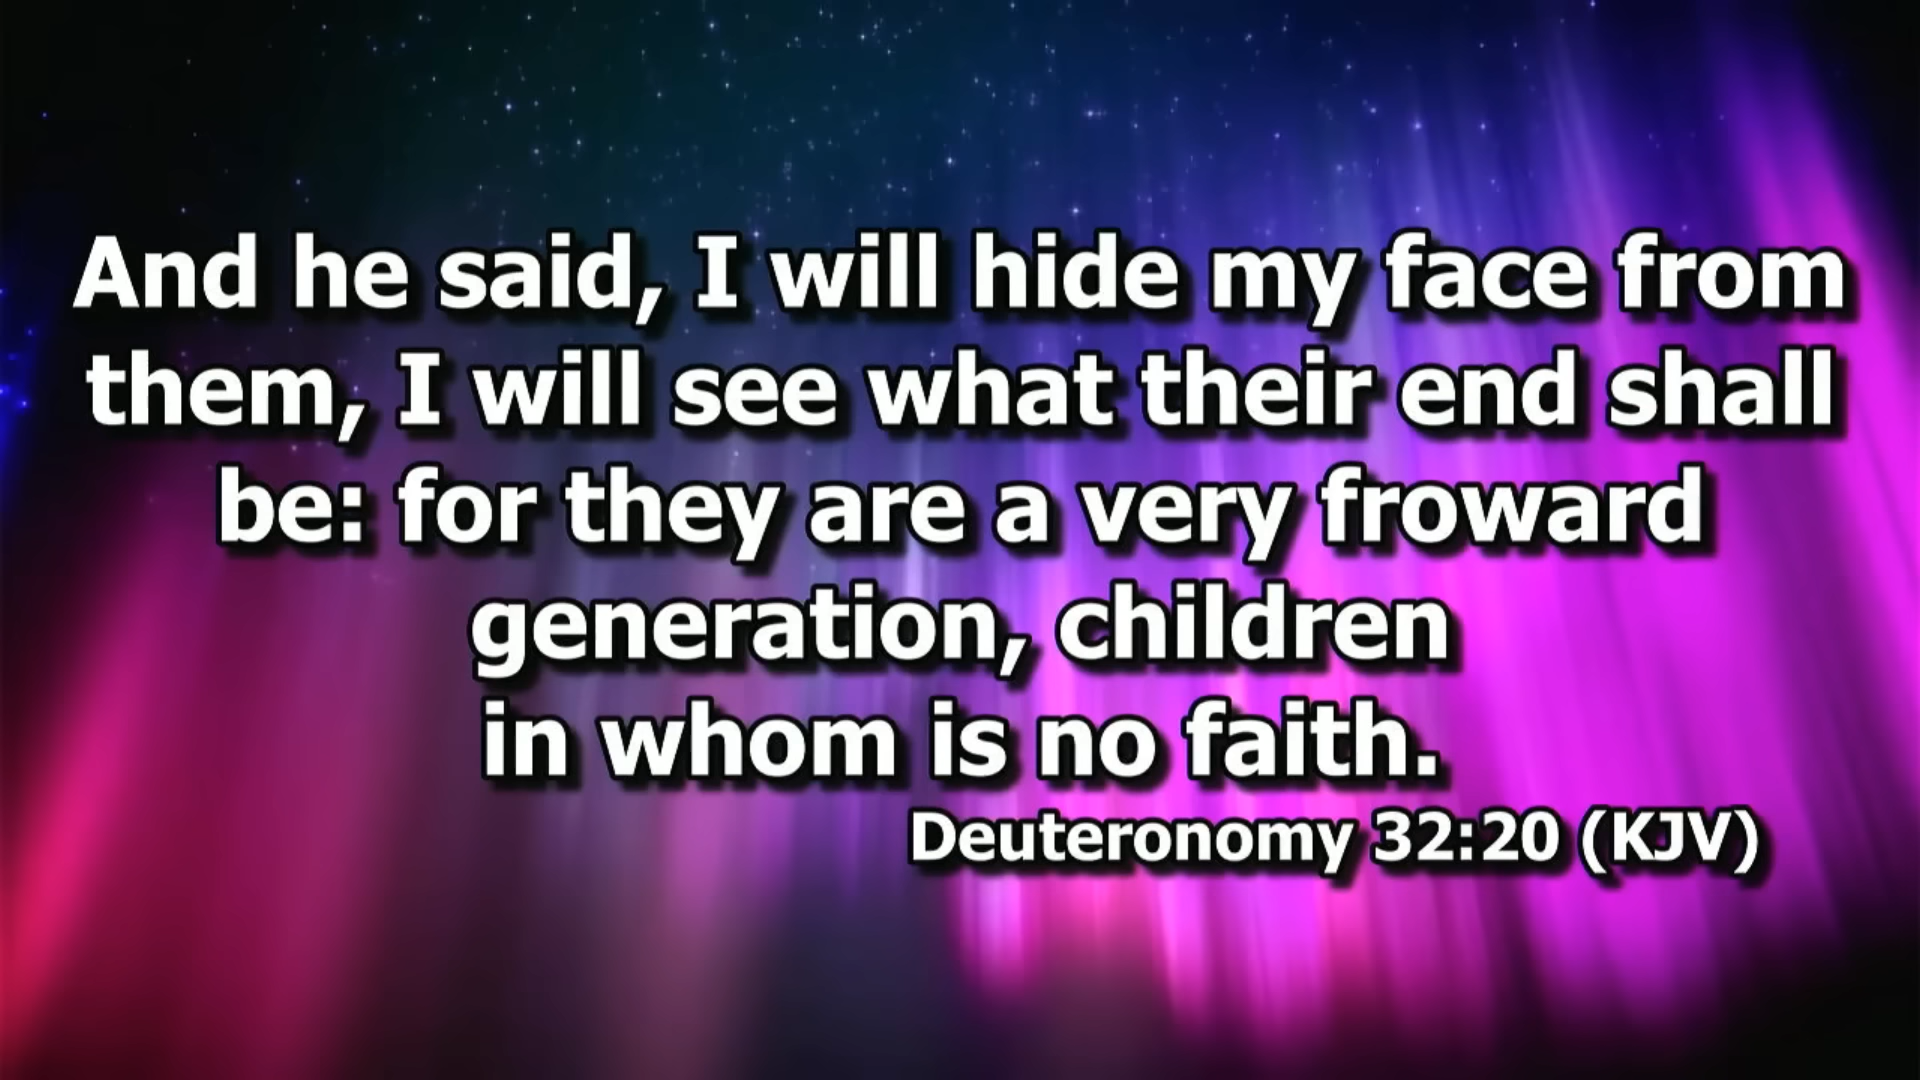 And he said, I will hide my face from
them, I will see what their end shall
be: for they are a very froward
generation, children
in whom is no faith.
Deuteronomy 32:20 (KJV)